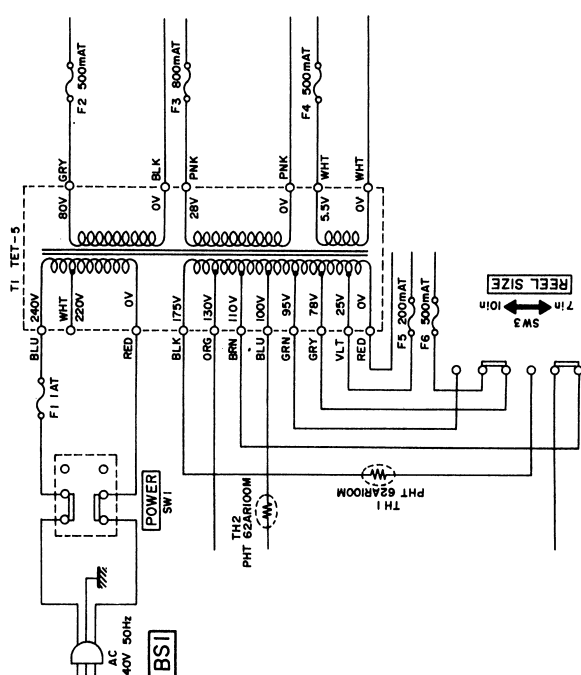 F2 500mAT
F3 800mAT
F4 500mAT
GRY
BLK
PNK
PNK
WHT
WHT
T1 TET-5
80V
0V
28V
0V
5.5V
0V
240V
220V
0V
175V
130V
110V
100V
95V
78V
25V
0V
BLU
WHT
RED
BLK
ORG
BRN
BLU
GRN
GRY
VLT
RED
F1 1AT
F5 200mAT
F6 500mAT
REEL SIZE
7in
10in
SW3
POWER
SW1
TH2
PHT 62AR100M
TH1
PHT 62AR100M
AC
40V 50Hz
BS1